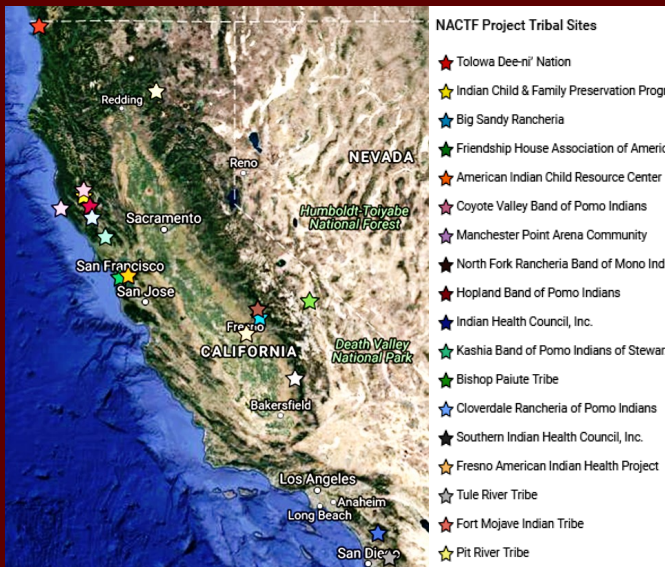 NACTF Project Tribal Sites
Tolowa Dee-ni' Nation
Indian Child & Family Preservation Progr
Big Sandy Rancheria
Friendship House Association of Americ
American Indian Child Resource Center
Coyote Valley Band of Pomo Indians
Manchester Point Arena Community
North Fork Rancheria Band of Mono Ind
Hopland Band of Pomo Indians
Indian Health Council, Inc.
Kashia Band of Pomo Indians of Stewar
Bishop Paiute Tribe
Cloverdale Rancheria of Pomo Indians
Southern Indian Health Council, Inc.
Fresno American Indian Health Project
Tule River Tribe
Fort Mojave Indian Tribe
Pit River Tribe
Redding
Reno
NEVADA
Humboldt-Toiyabe
National Forest
Sacramento
San Francisco
San Jose
Fresno
CALIFORNIA
Death Valley
National Park
Bakersfield
Los Angeles
Anaheim
Long Beach
San Diego